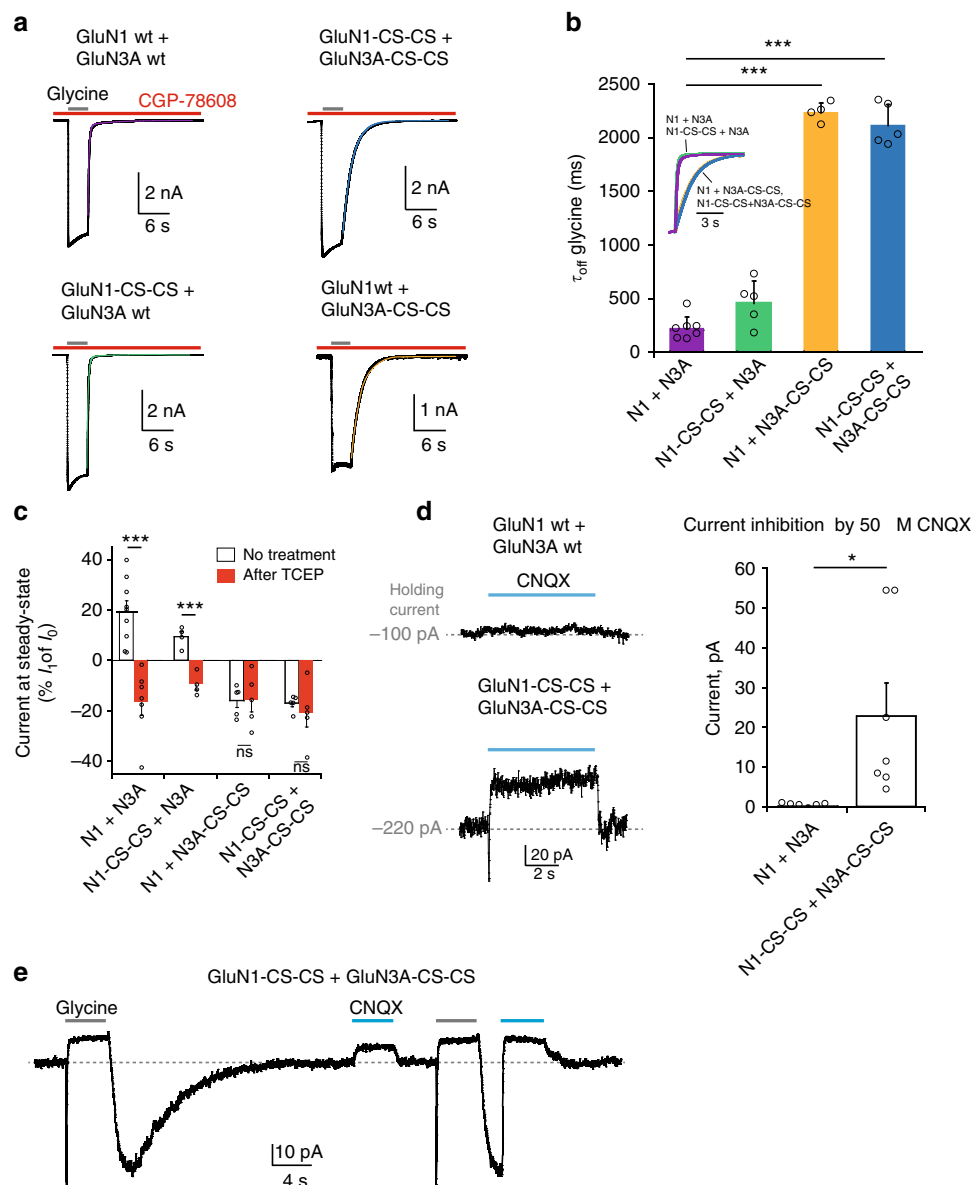 a
GluN1 wt +
GluN3A wt
GluN1-CS-CS +
GluN3A-CS-CS
Glycine
CGP-78608
2 nA
6 s
2 nA
6 s
GluN1-CS-CS +
GluN3A wt
GluN1wt +
GluN3A-CS-CS
2 nA
6 s
1 nA
6 s
b
***
***
2500
2000
1500
1000
500
0
τoff glycine (ms)
N1 + N3A
N1-CS-CS + N3A
N1 + N3A-CS-CS,
N1-CS-CS+N3A-CS-CS
3 s
N1 + N3A
N1-CS-CS + N3A
N1 + N3A-CS-CS
N1-CS-CS +
N3A-CS-CS
c
Current at steady-state
(% I1 of I0)
40
20
0
−20
−40
***
***
No treatment
After TCEP
ns
ns
N1 + N3A
N1-CS-CS + N3A
N1 + N3A-CS-CS
N1-CS-CS +
N3A-CS-CS
d
GluN1 wt +
GluN3A wt
CNQX
Holding
current
−100 pA
GluN1-CS-CS +
GluN3A-CS-CS
−220 pA
20 pA
2 s
Current inhibition by 50 M CNQX
*
60
50
40
30
20
10
0
Current, pA
N1 + N3A
N1-CS-CS + N3A-CS-CS
e
GluN1-CS-CS + GluN3A-CS-CS
Glycine
CNQX
10 pA
4 s